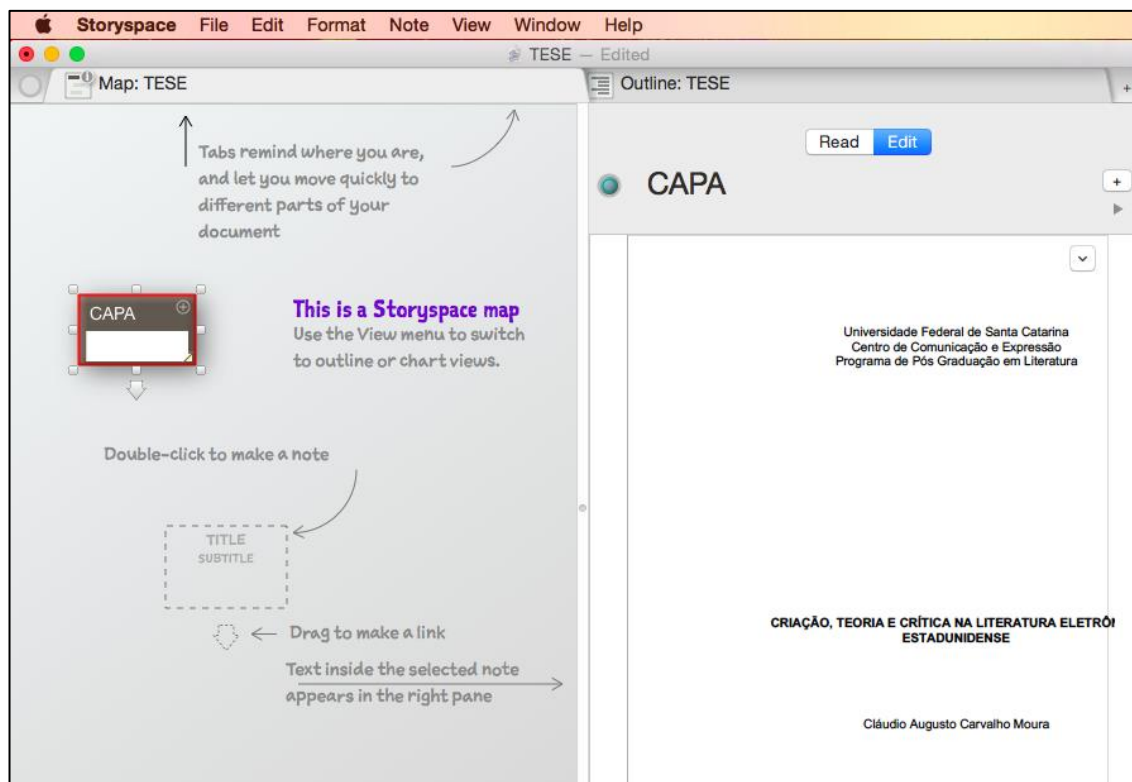 Storyspace File Edit Format Note View Window Help
TESE — Edited
Map: TESE
Outline: TESE
+
Tabs remind where you are,
and let you move quickly to
different parts of your
document
Read Edit
CAPA
+
CAPA
This is a Storyspace map
Use the View menu to switch
to outline or chart views.
Double-click to make a note
TITLE
SUBTITLE
Drag to make a link
Text inside the selected note
appears in the right pane
Universidade Federal de Santa Catarina
Centro de Comunicação e Expressão
Programa de Pós Graduação em Literatura
CRIAÇÃO, TEORIA E CRÍTICA NA LITERATURA
ESTADUNIDENSE
Cláudio Augusto Carvalho Moura